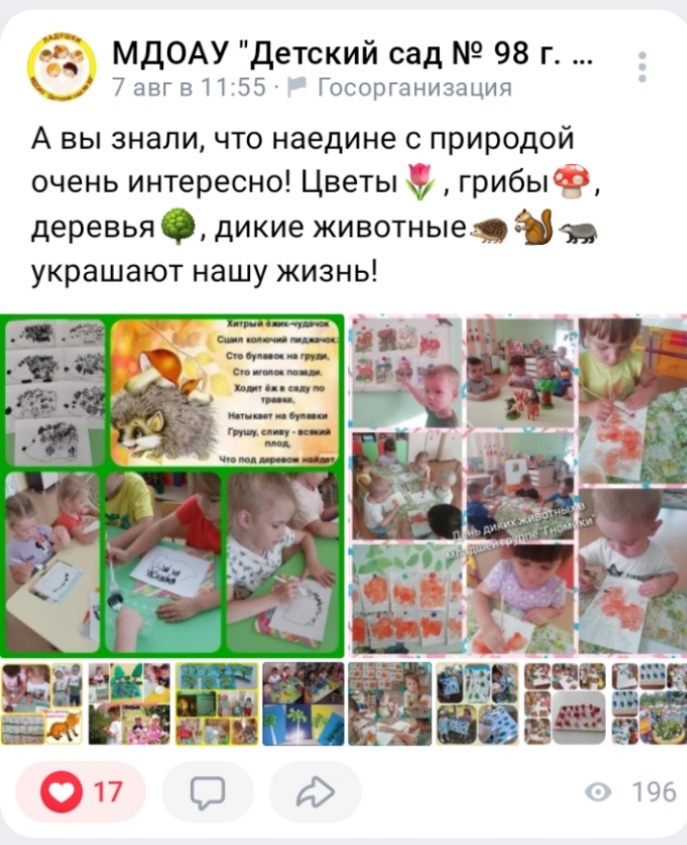 ЛАДУШКИ
МДОАУ "Детский сад № 98 г. ...
7 авг в 11:55 · Госорганизация
А вы знали, что наедине с природой
очень интересно! Цветы🌷, грибы🍄,
деревья🌳, дикие животные🦔🐿️🦡
украшают нашу жизнь!
Хитрый ёжик-чудачок
Сшил колючий пиджачок:
Сто булавок на груди,
Сто иголок позади.
Ходит ёж в саду по
травке,
Натыкает на булавки
Грушу, сливу - всякий
плод,
Что под деревом найдет
День диких животных в
младшей группе "Гномики"
17
196